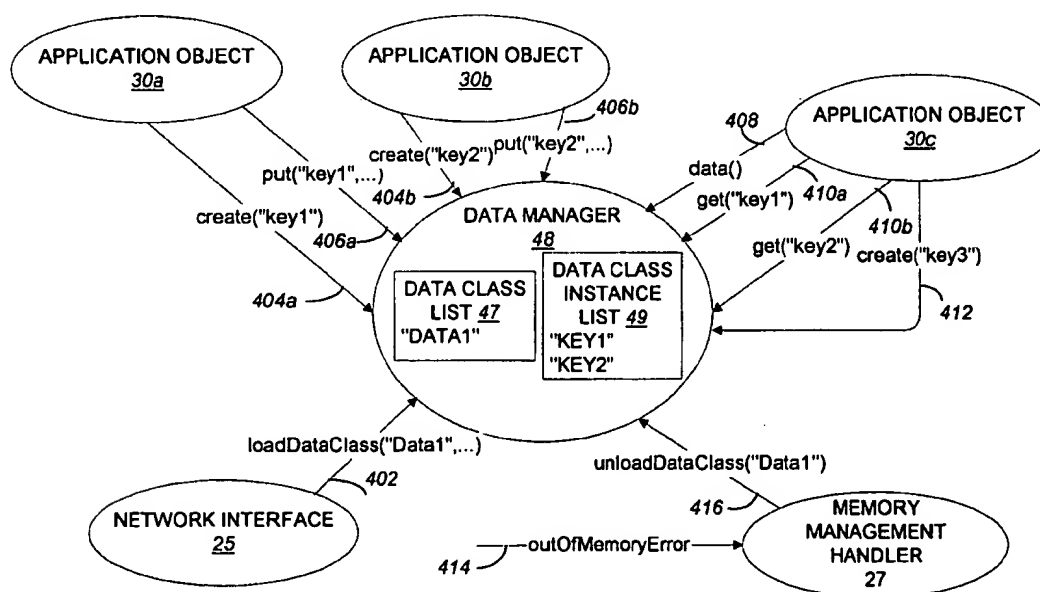 APPLICATION OBJECT
30a
APPLICATION OBJECT
30b
APPLICATION OBJECT
30c
406b
408
create("key2")
put("key2",...)
404b
put("key1",...)
create("key1")
406a
404a
data()
get("key1")
410a
410b
get("key2")
create("key3")
412
DATA MANAGER
48
DATA CLASS
LIST 47
"DATA1"
DATA CLASS
INSTANCE
LIST 49
"KEY1"
"KEY2"
loadDataClass("Data1",...)
402
NETWORK INTERFACE
25
unloadDataClass("Data1")
416
414
outOfMemoryError
MEMORY
MANAGEMENT
HANDLER
27